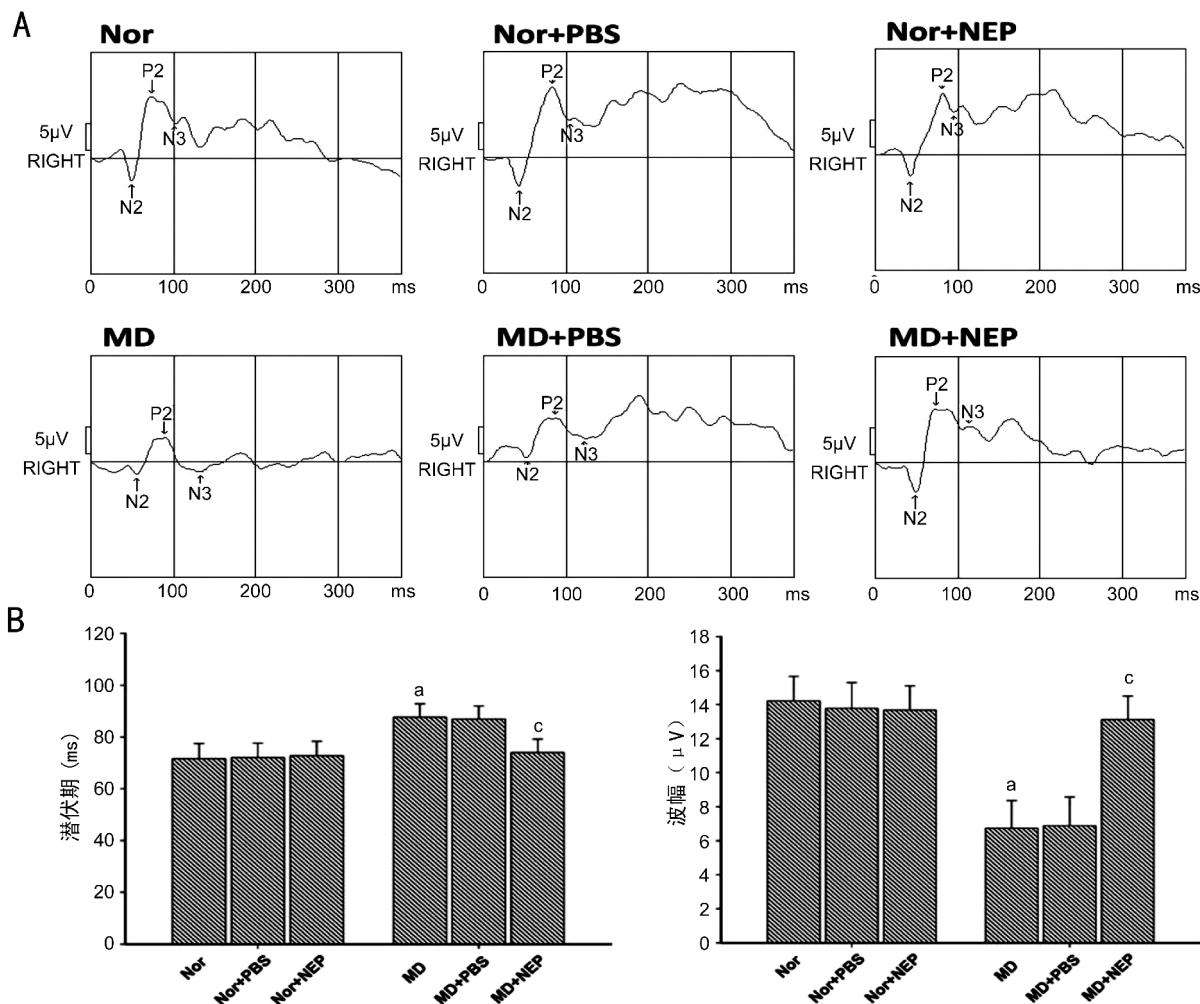 A
Nor
Nor+PBS
Nor+NEP
P2
P2
P2
5μV
N3
5μV
N3
5μV
N3
RIGHT
RIGHT
RIGHT
N2
N2
N2
0 100 200 300 ms
0 100 200 300 ms
0 100 200 300 ms
MD
MD+PBS
MD+NEP
P2
P2
P2
N3
5μV
5μV
N3
5μV
RIGHT
RIGHT
RIGHT
N2
N3
N2
N2
0 100 200 300 ms
0 100 200 300 ms
0 100 200 300 ms
B
潜伏期 (ms)
120
100
80
60
40
20
0
a
c
Nor
Nor+PBS
Nor+NEP
MD
MD+PBS
MD+NEP
波幅 (μV)
18
16
14
12
10
8
6
4
2
0
a
c
Nor
Nor+PBS
Nor+NEP
MD
MD+PBS
MD+NEP